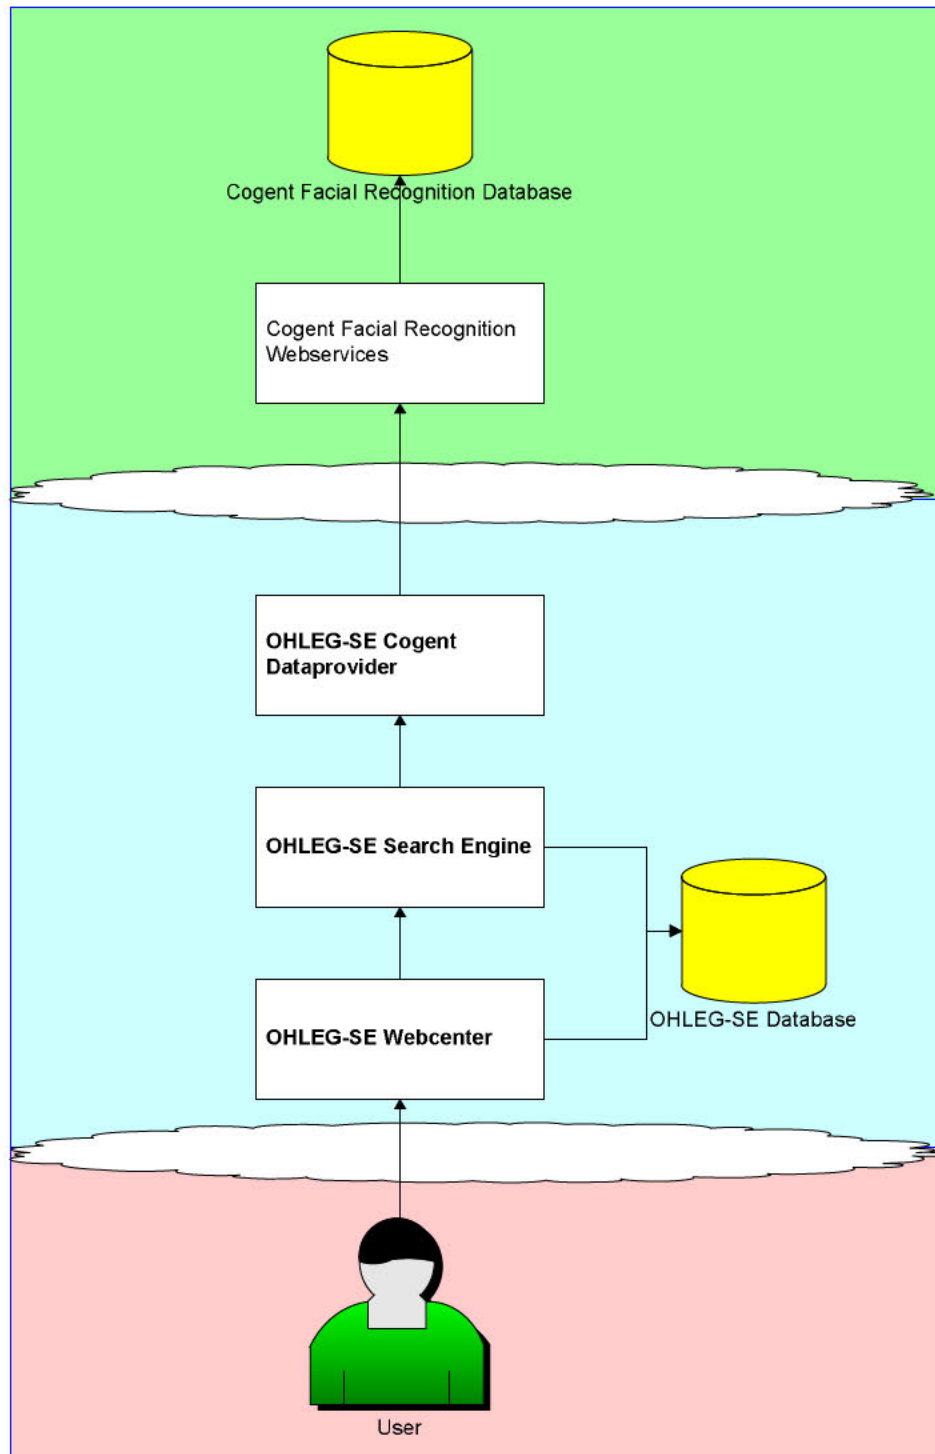 Cogent Facial Recognition Database
Cogent Facial Recognition
Webservices
OHLEG-SE Cogent
Dataprovider
OHLEG-SE Search Engine
OHLEG-SE Database
OHLEG-SE Webcenter
User